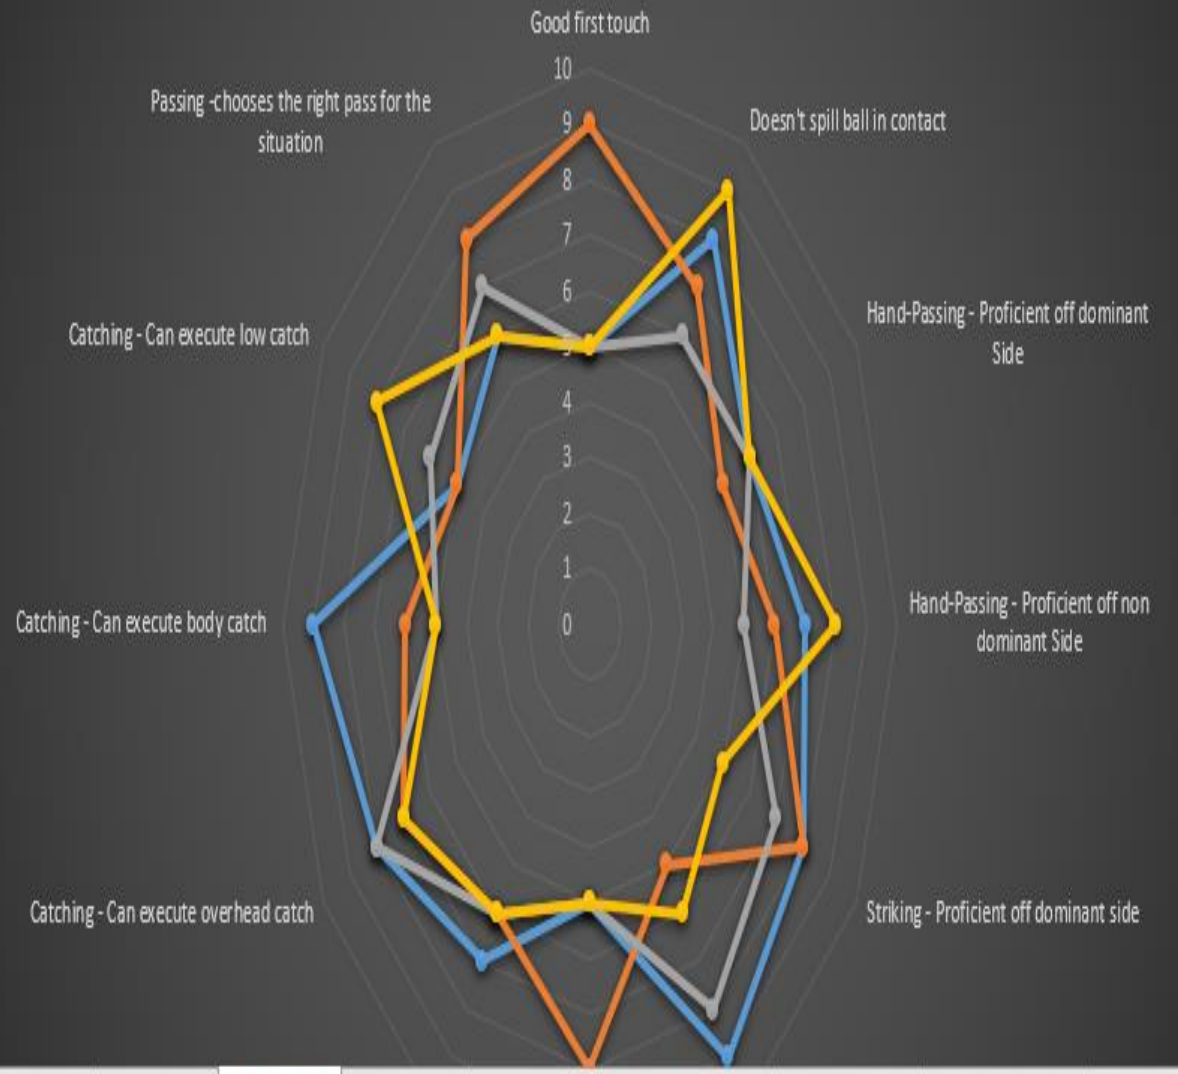 Good first touch
10
Passing -chooses the right pass for the
situation
9
Doesn't spill ball in contact
8
7
6
Hand-Passing - Proficient off dominant
Side
Catching - Can execute low catch
5
4
3
2
1
Hand-Passing - Proficient off non
dominant Side
Catching - Can execute body catch
0
Catching - Can execute overhead catch
Striking - Proficient off dominant side